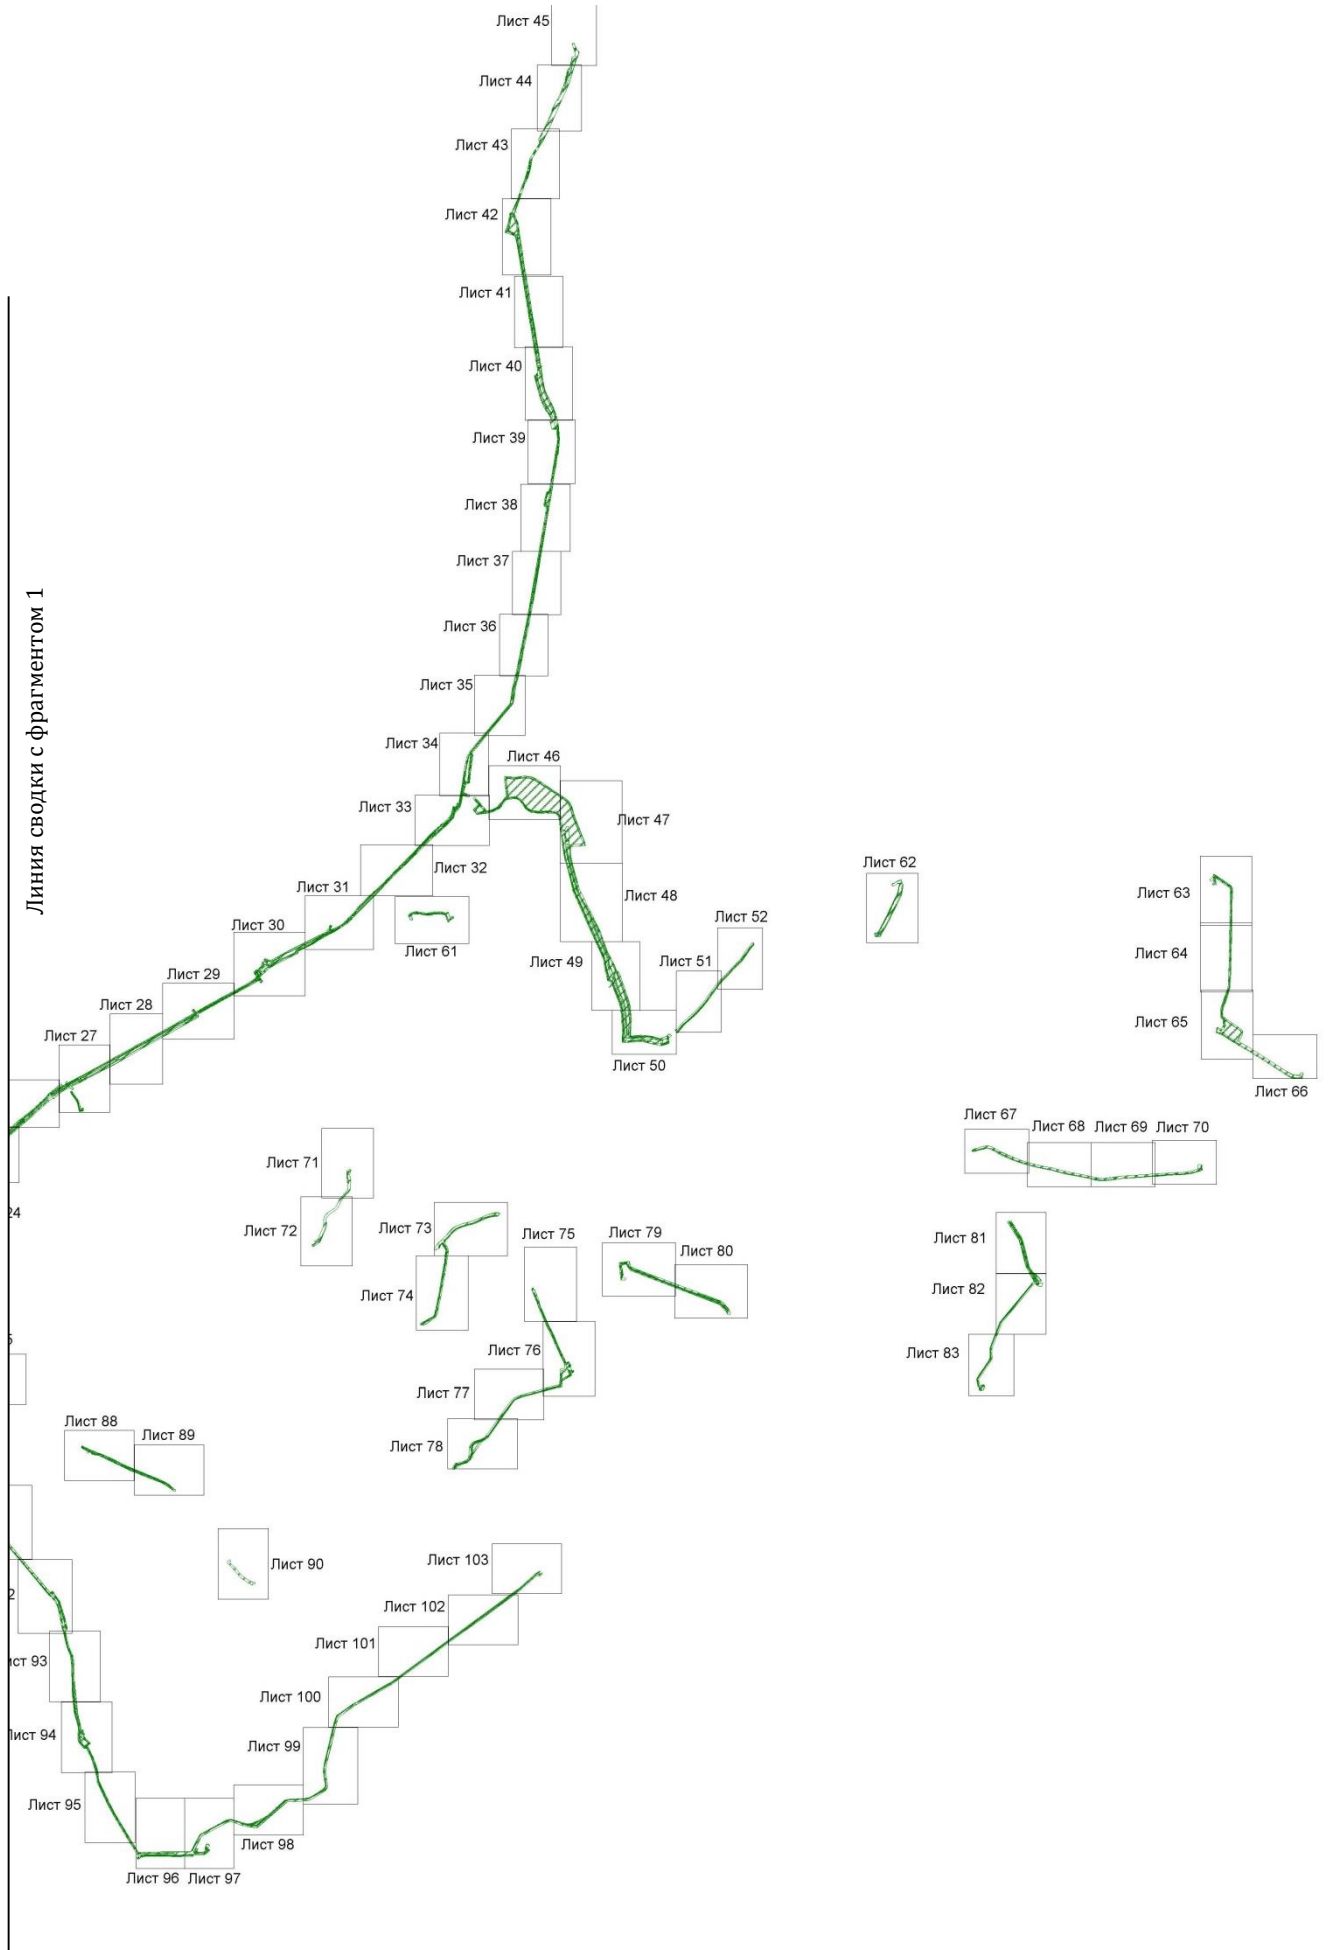 Лист 45
Лист 44
Лист 43
Лист 42
Лист 41
Лист 40
Лист 39
Лист 38
Лист 37
Линия сводки с фрагментом 1
Лист 36
Лист 35
Лист 34
Лист 46
Лист 33
Лист 47
Лист 32
Лист 62
Лист 31
Лист 63
Лист 48
Лист 52
Лист 30
Лист 61
Лист 64
Лист 49
Лист 51
Лист 29
Лист 28
Лист 65
Лист 27
Лист 50
Лист 66
Лист 67
Лист 68
Лист 69
Лист 70
Лист 71
24
Лист 72
Лист 73
Лист 75
Лист 79
Лист 80
Лист 81
Лист 82
Лист 74
5
Лист 76
Лист 83
Лист 77
Лист 88
Лист 89
Лист 78
Лист 103
Лист 90
2
Лист 102
Лист 101
ист 93
Лист 100
Лист 94
Лист 99
Лист 95
Лист 98
Лист 96
Лист 97